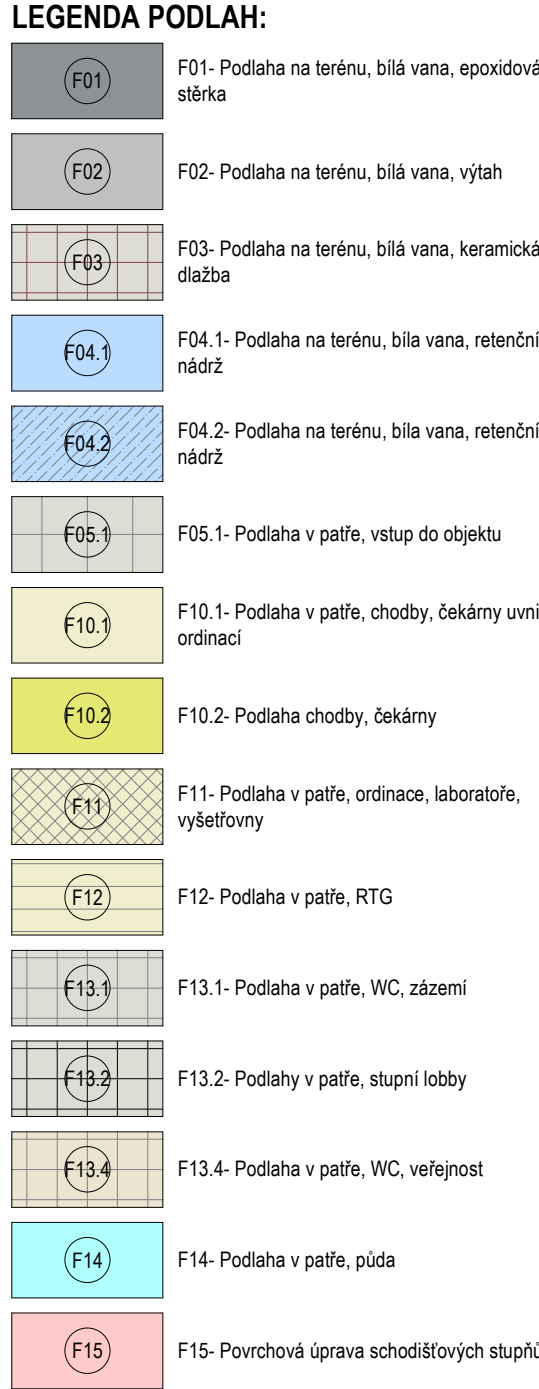 LEGENDA PODLAH:
F01
F01- Podlaha na terénu, bílá vana, epoxidová
stěrka
F02
F02- Podlaha na terénu, bílá vana, výtah
F03
F03- Podlaha na terénu, bílá vana, keramická
dlažba
F04.1
F04.1- Podlaha na terénu, bíla vana, retenční
nádrž
F04.2
F04.2- Podlaha na terénu, bíla vana, retenční
nádrž
F05.1
F05.1- Podlaha v patře, vstup do objektu
F10.1
F10.1- Podlaha v patře, chodby, čekárny uvni
ordinací
F10.2
F10.2- Podlaha chodby, čekárny
F11
F11- Podlaha v patře, ordinace, laboratoře,
vyšetřovny
F12
F12- Podlaha v patře, RTG
F13.1
F13.1- Podlaha v patře, WC, zázemí
F13.2
F13.2- Podlahy v patře, stupní lobby
F13.4
F13.4- Podlaha v patře, WC, veřejnost
F14
F14- Podlaha v patře, půda
F15
F15- Povrchová úprava schodišťových stupňů